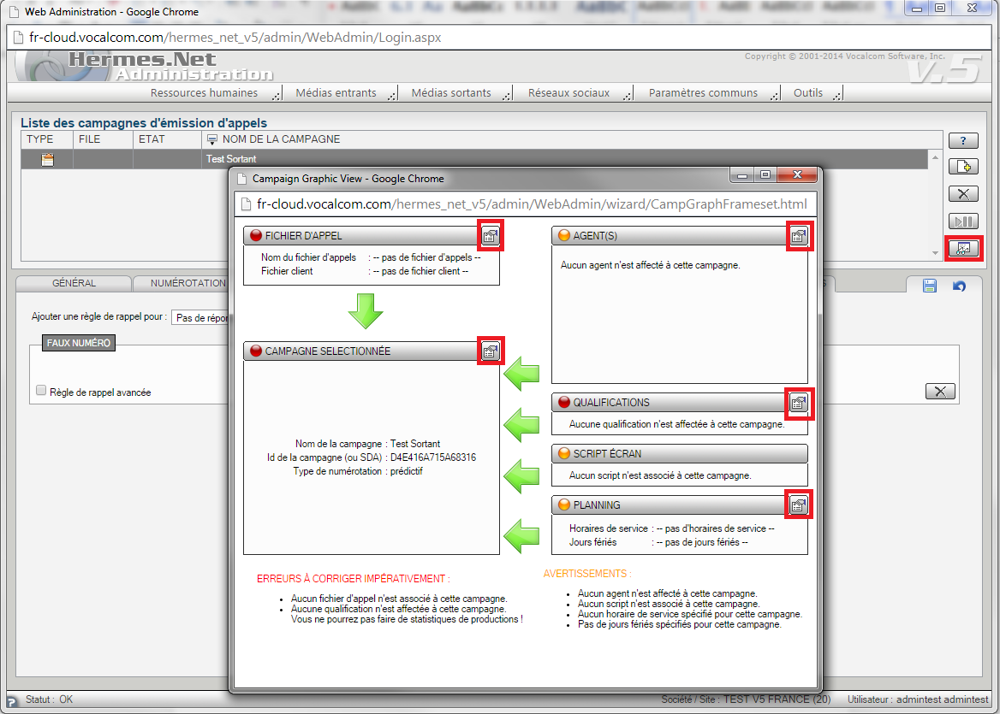 Web Administration - Google Chrome
fr-cloud.vocalcom.com/hermes_net_v5/admin/WebAdmin/Login.aspx
Hermes.Net
Administration
Copyright © 2001-2014 Vocalcom Software, Inc.
v.5
Ressources humaines Médias entrants Médias sortants Réseaux sociaux Paramètres communs Outils
Liste des campagnes d'émission d'appels
TYPE FILE ETAT NOM DE LA CAMPAGNE
Test Sortant
?
Campaign Graphic View - Google Chrome
fr-cloud.vocalcom.com/hermes_net_v5/admin/WebAdmin/wizard/CampGraphFrameset.html
FICHIER D'APPEL
Nom du fichier d'appels : -- pas de fichier d'appels --
Fichier client : -- pas de fichier client --
AGENT(S)
Aucun agent n'est affecté à cette campagne.
GÉNÉRAL NUMÉROTATION
Ajouter une règle de rappel pour :
FAUX NUMÉRO
Règle de rappel avancée
CAMPAGNE SELECTIONNÉE
Nom de la campagne : Test Sortant
Id de la campagne (ou SDA) : D4E416A715A68316
Type de numérotation : prédictif
QUALIFICATIONS
Aucune qualification n'est affectée à cette campagne.
SCRIPT ÉCRAN
Aucun script n'est associé à cette campagne.
PLANNING
Horaires de service : -- pas d'horaires de service --
Jours fériés : -- pas de jours fériés --
ERREURS À CORRIGER IMPÉRATIVEMENT :
Aucun fichier d'appel n'est associé à cette campagne.
Aucune qualification n'est affectée à cette campagne.
Vous ne pourrez pas faire de statistiques de productions !
AVERTISSEMENTS :
Aucun agent n'est affecté à cette campagne.
Aucun script n'est associé à cette campagne.
Aucun horaire de service spécifié pour cette campagne.
Pas de jours fériés spécifiés pour cette campagne.
Statut : OK
Société / Site : TEST V5 FRANCE (20) Utilisateur : admintest admintest